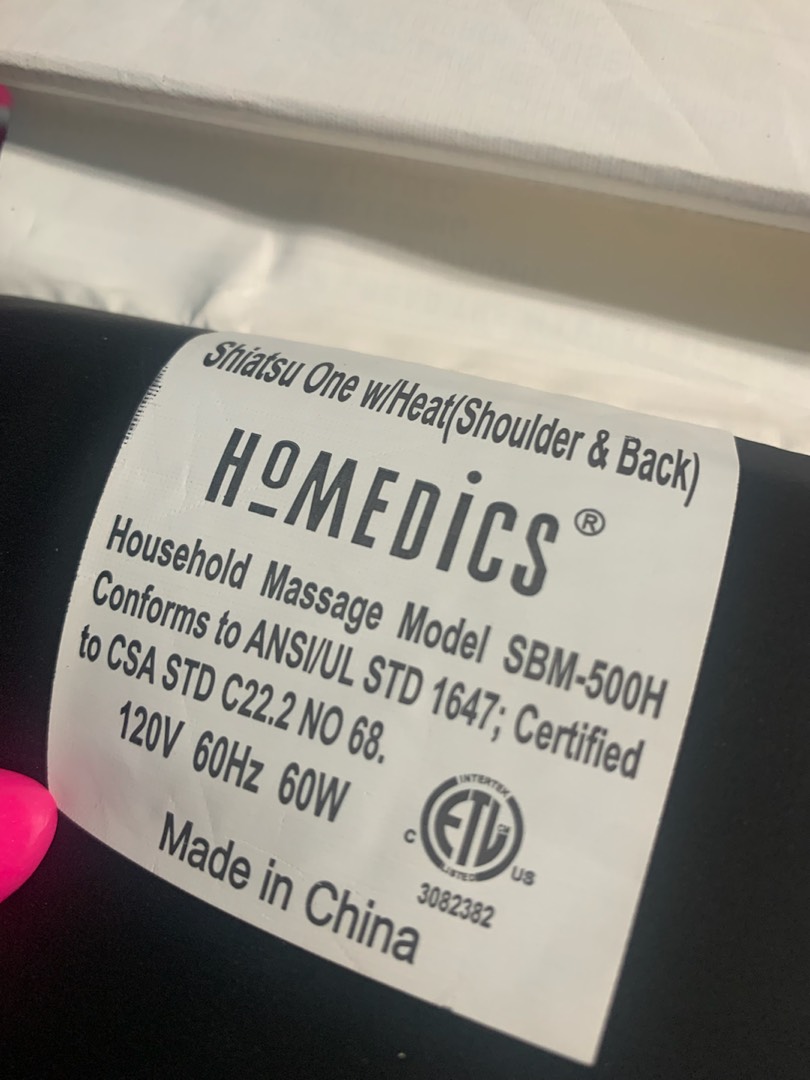 Shiatsu One w/Heat(Shoulder & Back)
HOMEDICS®
Household Massage Model SBM-500H
Conforms to ANSI/UL STD 1647; Certified
to CSA STD C22.2 NO 68.
120V 60Hz 60W
INTERTEK
C ETL CM US
LISTED
3082382
Made in China